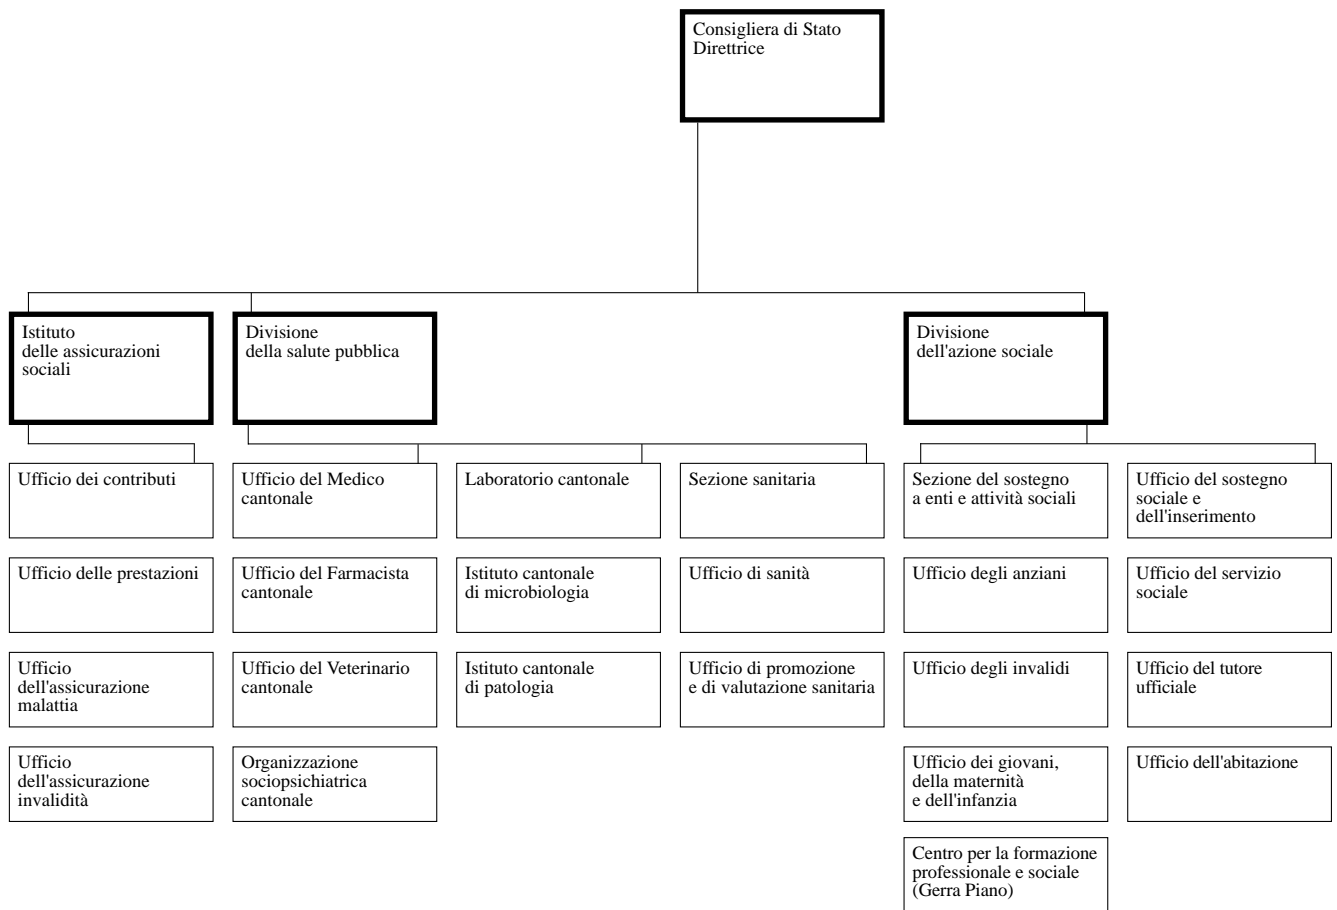 Consigliera di Stato
Direttrice
Istituto
delle assicurazioni
sociali
Divisione
della salute pubblica
Divisione
dell'azione sociale
Ufficio dei contributi
Ufficio del Medico
cantonale
Laboratorio cantonale
Sezione sanitaria
Sezione del sostegno
a enti e attività sociali
Ufficio del sostegno
sociale e
dell'inserimento
Ufficio delle prestazioni
Ufficio del Farmacista
cantonale
Istituto cantonale
di microbiologia
Ufficio di sanità
Ufficio degli anziani
Ufficio del servizio
sociale
Ufficio
dell'assicurazione
malattia
Ufficio del Veterinario
cantonale
Istituto cantonale
di patologia
Ufficio di promozione
e di valutazione sanitaria
Ufficio degli invalidi
Ufficio del tutore
ufficiale
Ufficio
dell'assicurazione
invalidità
Organizzazione
sociopsichiatrica
cantonale
Ufficio dei giovani,
della maternità
e dell'infanzia
Ufficio dell'abitazione
Centro per la formazione
professionale e sociale
(Gerra Piano)